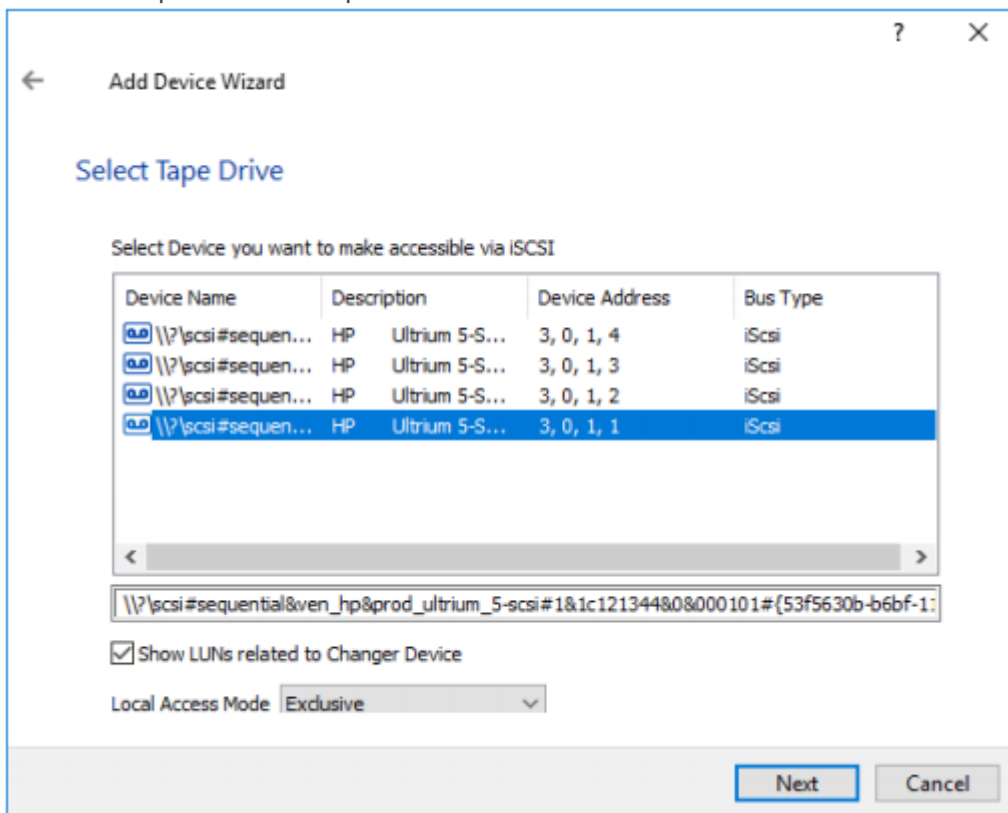 ?
Add Device Wizard
Select Tape Drive
Select Device you want to make accessible via iSCSI
Device Name Description Device Address Bus Type
\\?\scsi#sequen... HP Ultrium 5-S... 3, 0, 1, 4 iScsi
\\?\scsi#sequen... HP Ultrium 5-S... 3, 0, 1, 3 iScsi
\\?\scsi#sequen... HP Ultrium 5-S... 3, 0, 1, 2 iScsi
\\?\scsi#sequen... HP Ultrium 5-S... 3, 0, 1, 1 iScsi
\\?\scsi#sequential&ven_hp&prod_ultrium_5-scsi#1&1c121344&0&000101#{53f5630b-b6bf-11
Show LUNs related to Changer Device
Local Access Mode Exclusive
Next Cancel